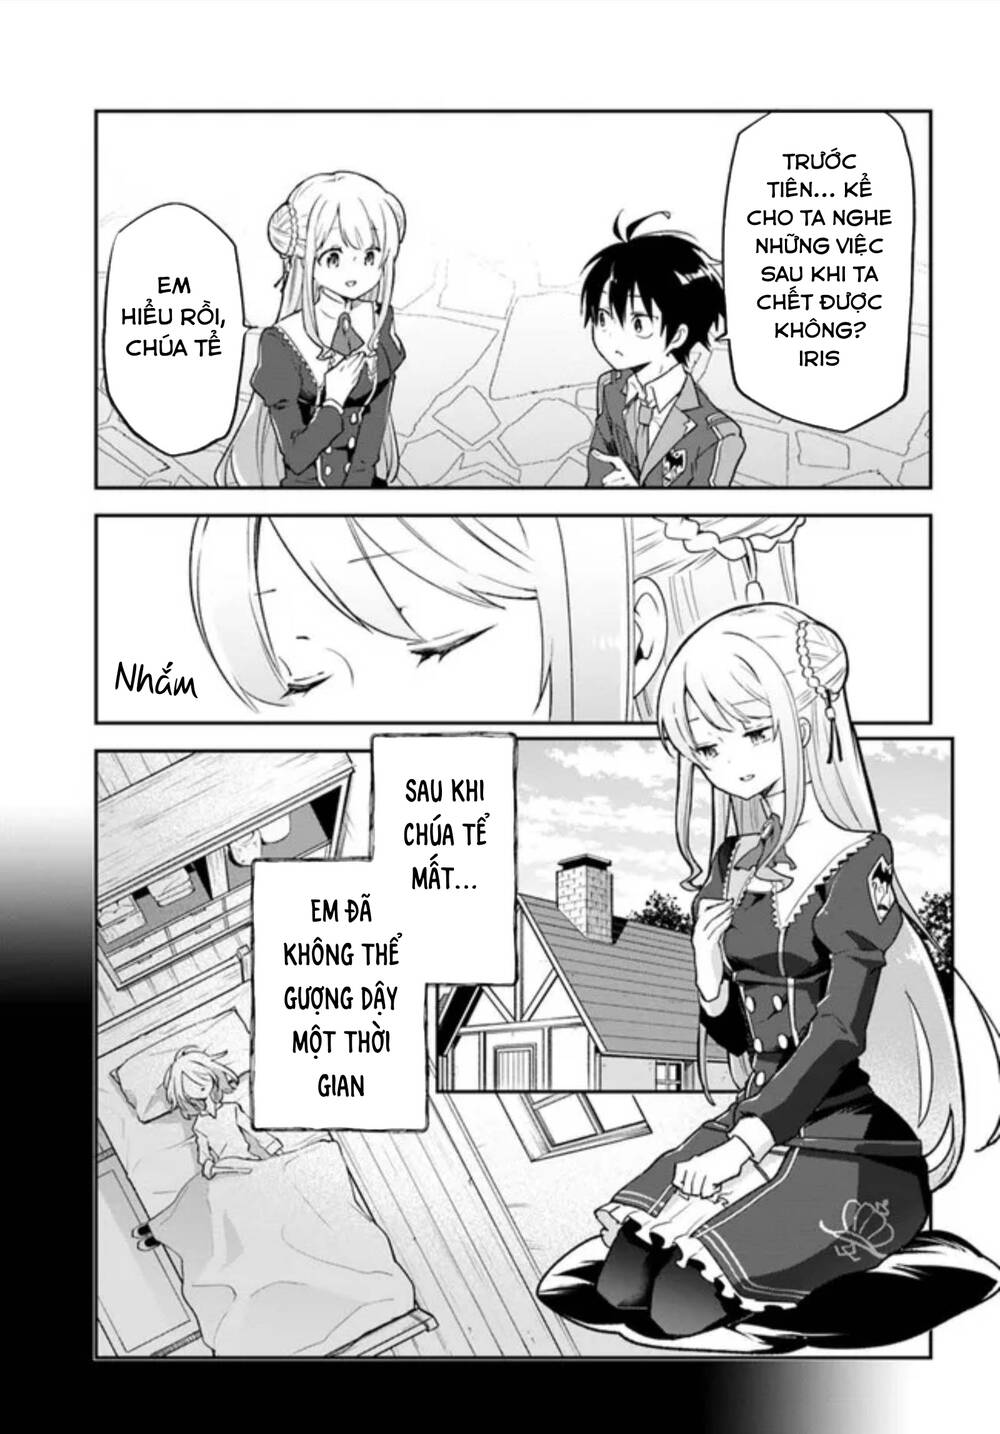 TRƯỚC
TIÊN... KỂ
CHO TA NGHE
NHỮNG VIỆC
SAU KHI TA
CHẾT ĐƯỢC
KHÔNG?
IRIS
EM
HIỂU RỒI,
CHÚA TỂ
Nhắm
SAU KHI
CHÚA TỂ
MẤT...
EM ĐÃ
KHÔNG THỂ
GƯỢNG DẬY
MỘT THỜI
GIAN